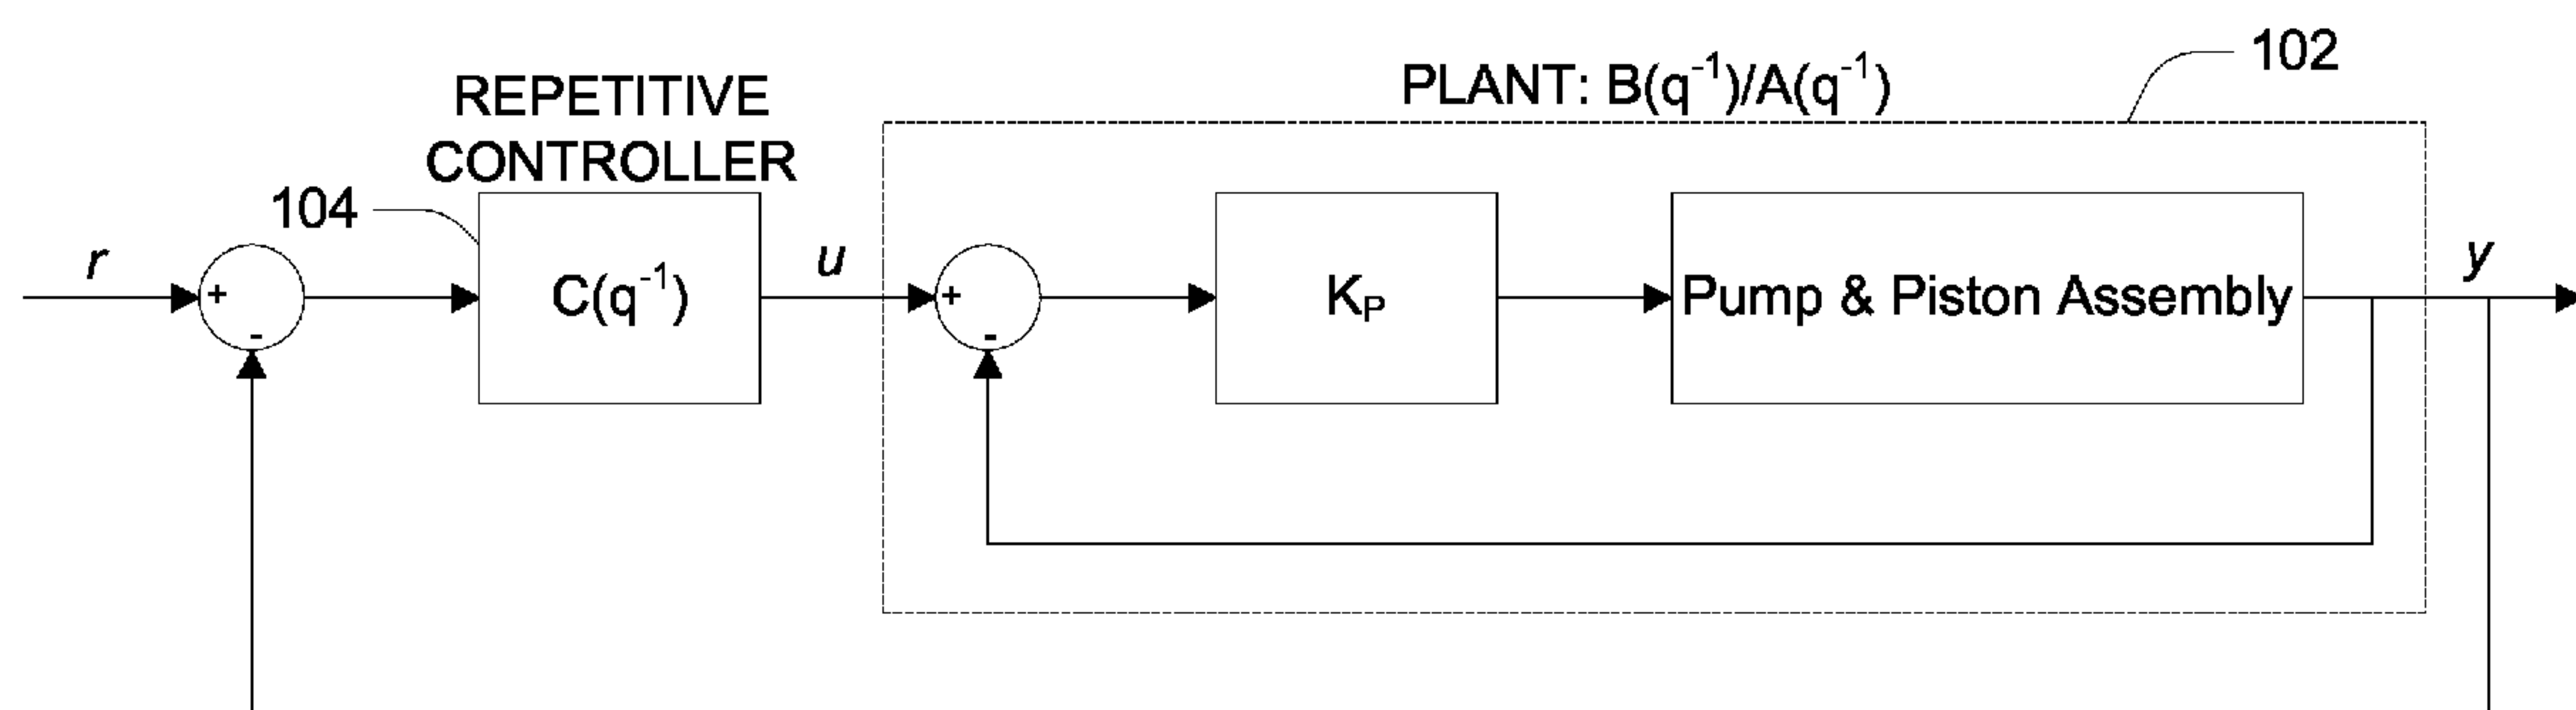 102
PLANT: B(q⁻¹)/A(q⁻¹)
REPETITIVE
CONTROLLER
104
r
+
-
C(q⁻¹)
u
+
-
Kₚ
Pump & Piston Assembly
y